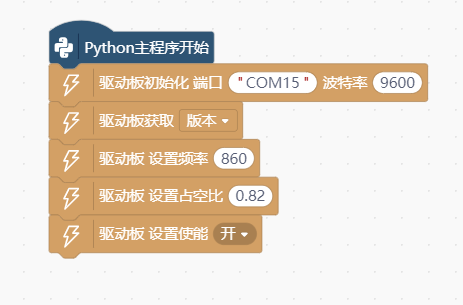 Python主程序开始
驱动板初始化 端口 "COM15" 波特率 9600
驱动板获取 版本
驱动板 设置频率 860
驱动板 设置占空比 0.82
驱动板 设置使能 开